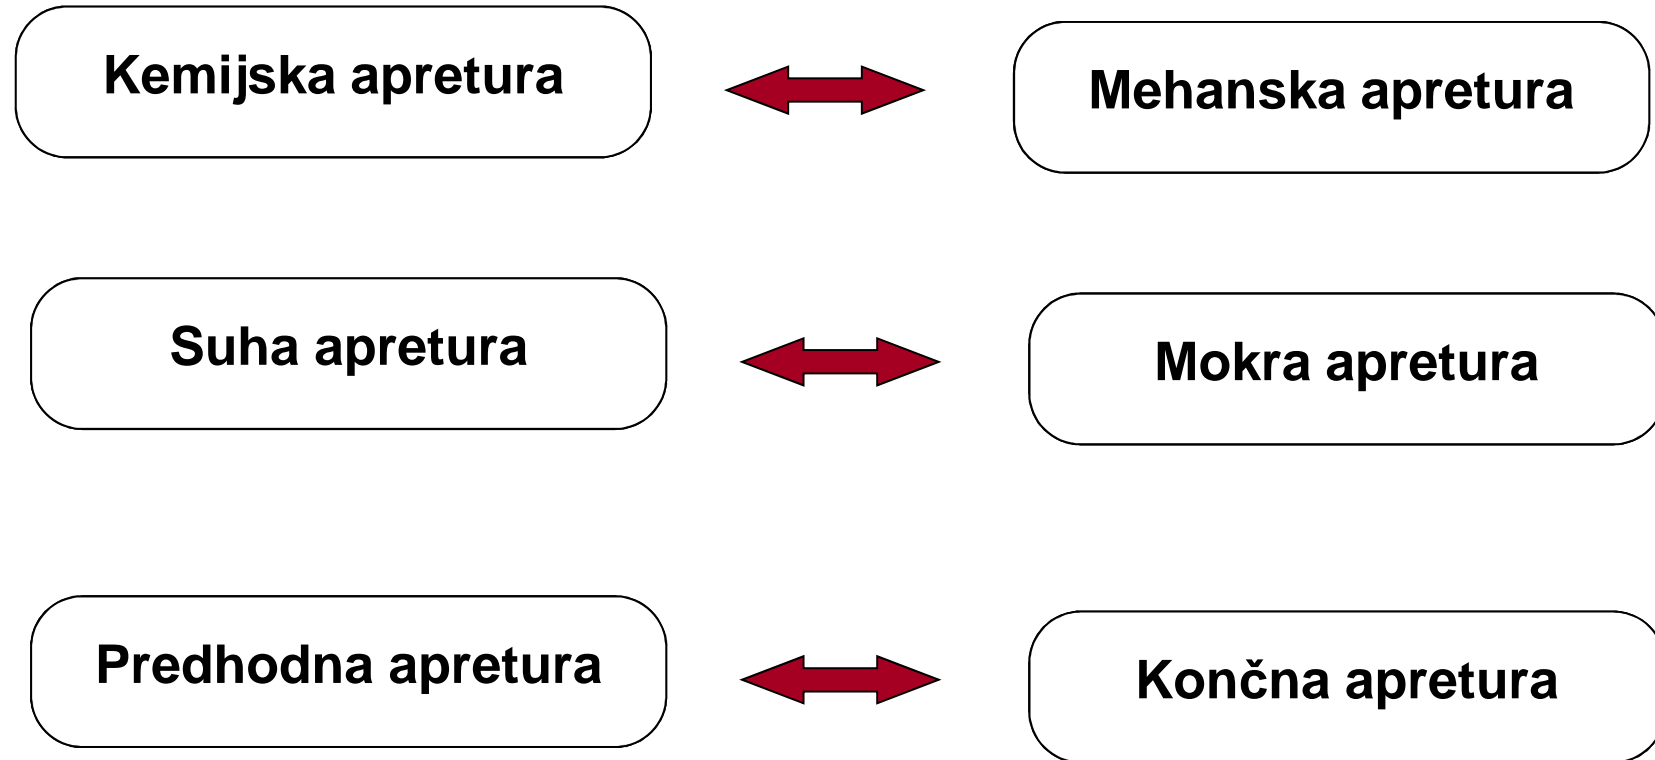 Kemijska apretura
Mehanska apretura
Suha apretura
Mokra apretura
Predhodna apretura
Končna apretura